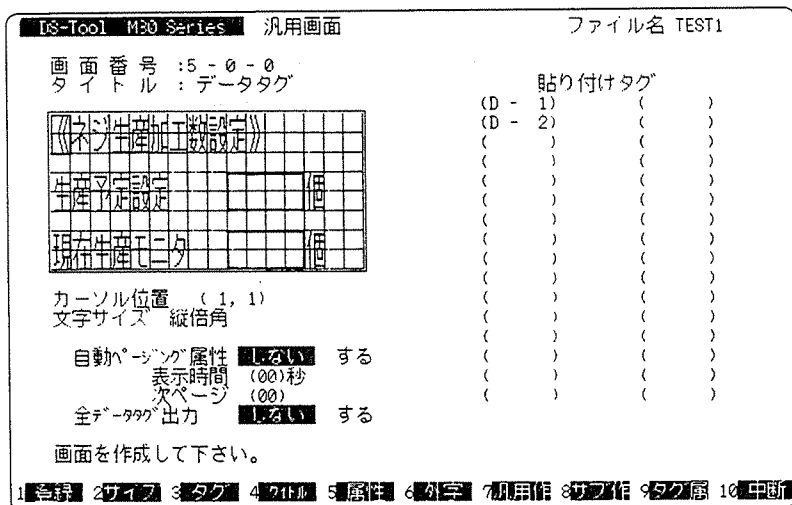 DS-Tool M30 Series 汎用画面 ファイル名 TEST1
画面番号 :5-0-0
タイトル :データタグ
貼り付けタグ
(D - 1) ( )
(D - 2) ( )
( ) ( )
( ) ( )
( ) ( )
( ) ( )
( ) ( )
( ) ( )
( ) ( )
( ) ( )
( ) ( )
( ) ( )
( ) ( )
( ) ( )
( ) ( )
( ) ( )
《ネジ生産加工数設定》
生産予定設定 個
現在生産モニタ 個
カーソル位置 ( 1, 1)
文字サイズ 縦倍角
自動ページング属性 しない する
表示時間 (00)秒
次ページ (00)
全データタグ出力 しない する
画面を作成して下さい。
1 登録 2サイズ 3 タグ 4 タイトル 5 属性 6 外字 7汎用作 8サブ作 9タグ属 10 中断